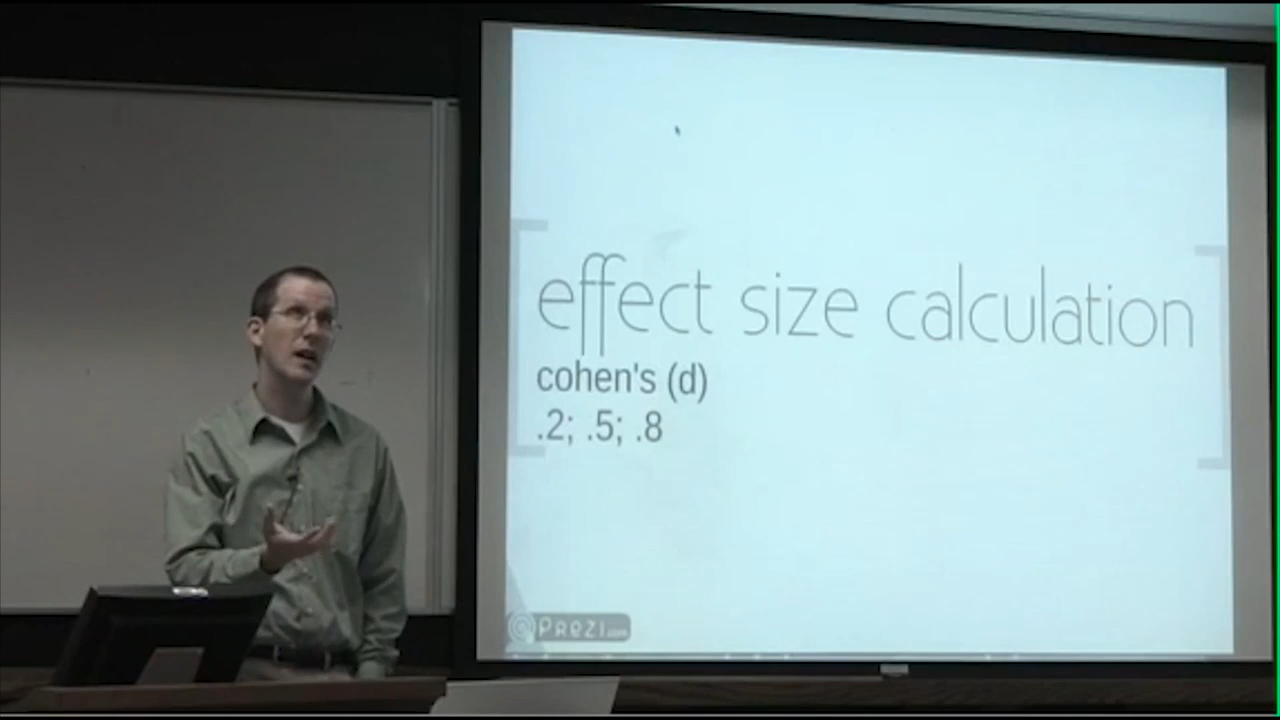 effect size calculation
cohen's (d)
.2; .5; .8
Prezi.com